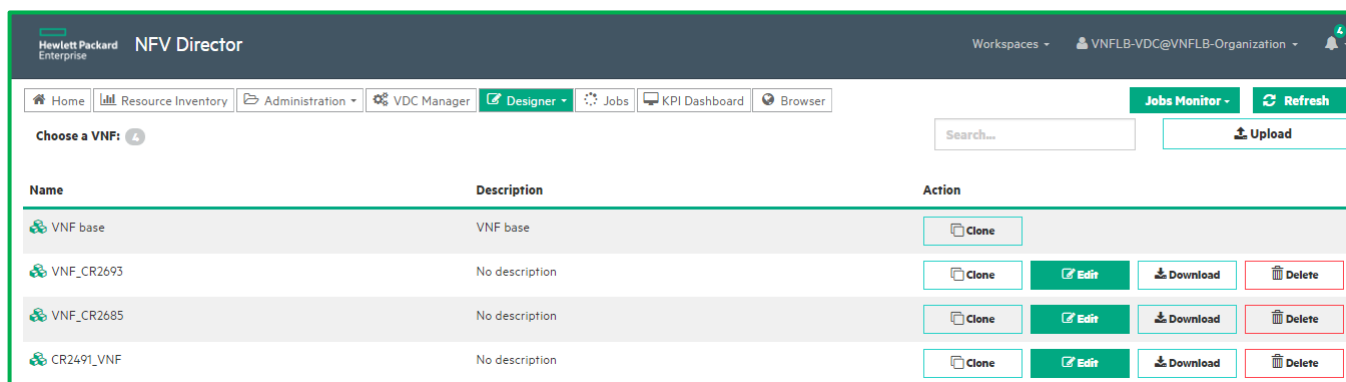 Hewlett Packard
Enterprise
NFV Director
Workspaces
VNFLB-VDC@VNFLB-Organization
4
Home Resource Inventory Administration VDC Manager Designer Jobs KPI Dashboard Browser Jobs Monitor Refresh
Choose a VNF: 4 Search... Upload
Name Description Action
VNF base VNF base Clone
VNF_CR2693 No description Clone Edit Download Delete
VNF_CR2685 No description Clone Edit Download Delete
CR2491_VNF No description Clone Edit Download Delete